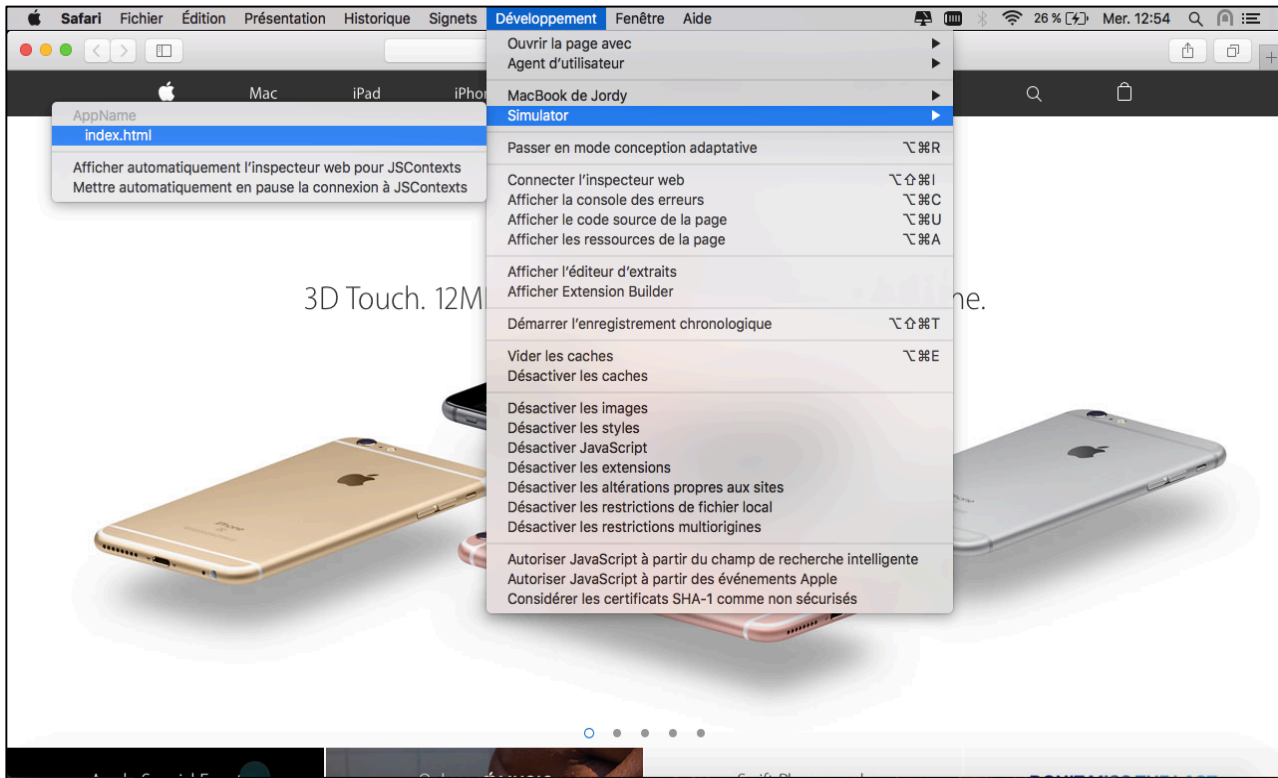 Safari Fichier Édition Présentation Historique Signets Développement Fenêtre Aide 26 % Mer. 12:54
Mac iPad
AppName
index.html
Afficher automatiquement l'inspecteur web pour JSContexts
Mettre automatiquement en pause la connexion à JSContexts
Ouvrir la page avec
Agent d'utilisateur
MacBook de Jordy
Simulator
Passer en mode conception adaptative ⌥⌘R
Connecter l'inspecteur web ⌥⇧⌘I
Afficher la console des erreurs ⌥⌘C
Afficher le code source de la page ⌥⌘U
Afficher les ressources de la page ⌥⌘A
Afficher l'éditeur d'extraits
Afficher Extension Builder
Démarrer l'enregistrement chronologique ⌥⇧⌘T
Vider les caches ⌥⌘E
Désactiver les caches
Désactiver les images
Désactiver les styles
Désactiver JavaScript
Désactiver les extensions
Désactiver les altérations propres aux sites
Désactiver les restrictions de fichier local
Désactiver les restrictions multiorigines
Autoriser JavaScript à partir du champ de recherche intelligente
Autoriser JavaScript à partir des événements Apple
Considérer les certificats SHA-1 comme non sécurisés
3D Touch.